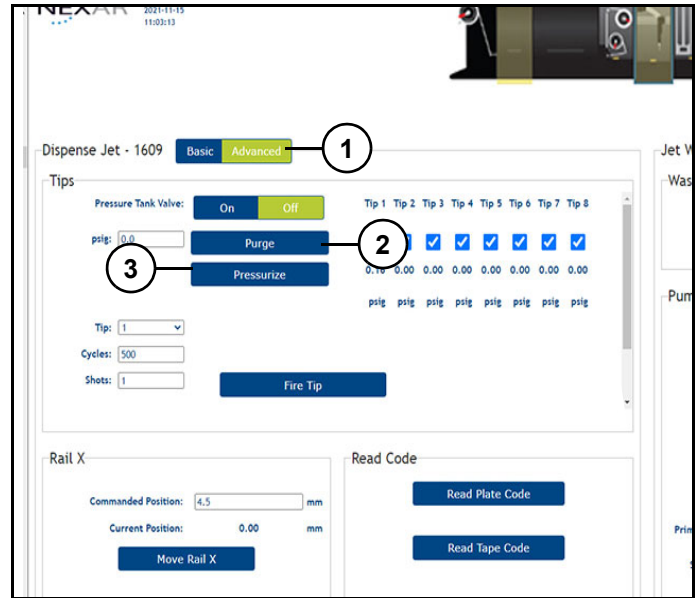 NEXAR
2021-11-15
11:03:13
Dispense Jet - 1609 Basic Advanced 1
Tips
Pressure Tank Valve: On Off
Tip 1 Tip 2 Tip 3 Tip 4 Tip 5 Tip 6 Tip 7 Tip 8
psig: 0.0 Purge 2
3 Pressurize
0.10 0.00 0.00 0.00 0.00 0.00 0.00 0.00
psig psig psig psig psig psig psig psig
Tip: 1
Cycles: 500
Shots: 1 Fire Tip
Rail X
Commanded Position: 4.5 mm
Current Position: 0.00 mm
Move Rail X
Read Code
Read Plate Code
Read Tape Code
Jet W
Was
Pum
Prin